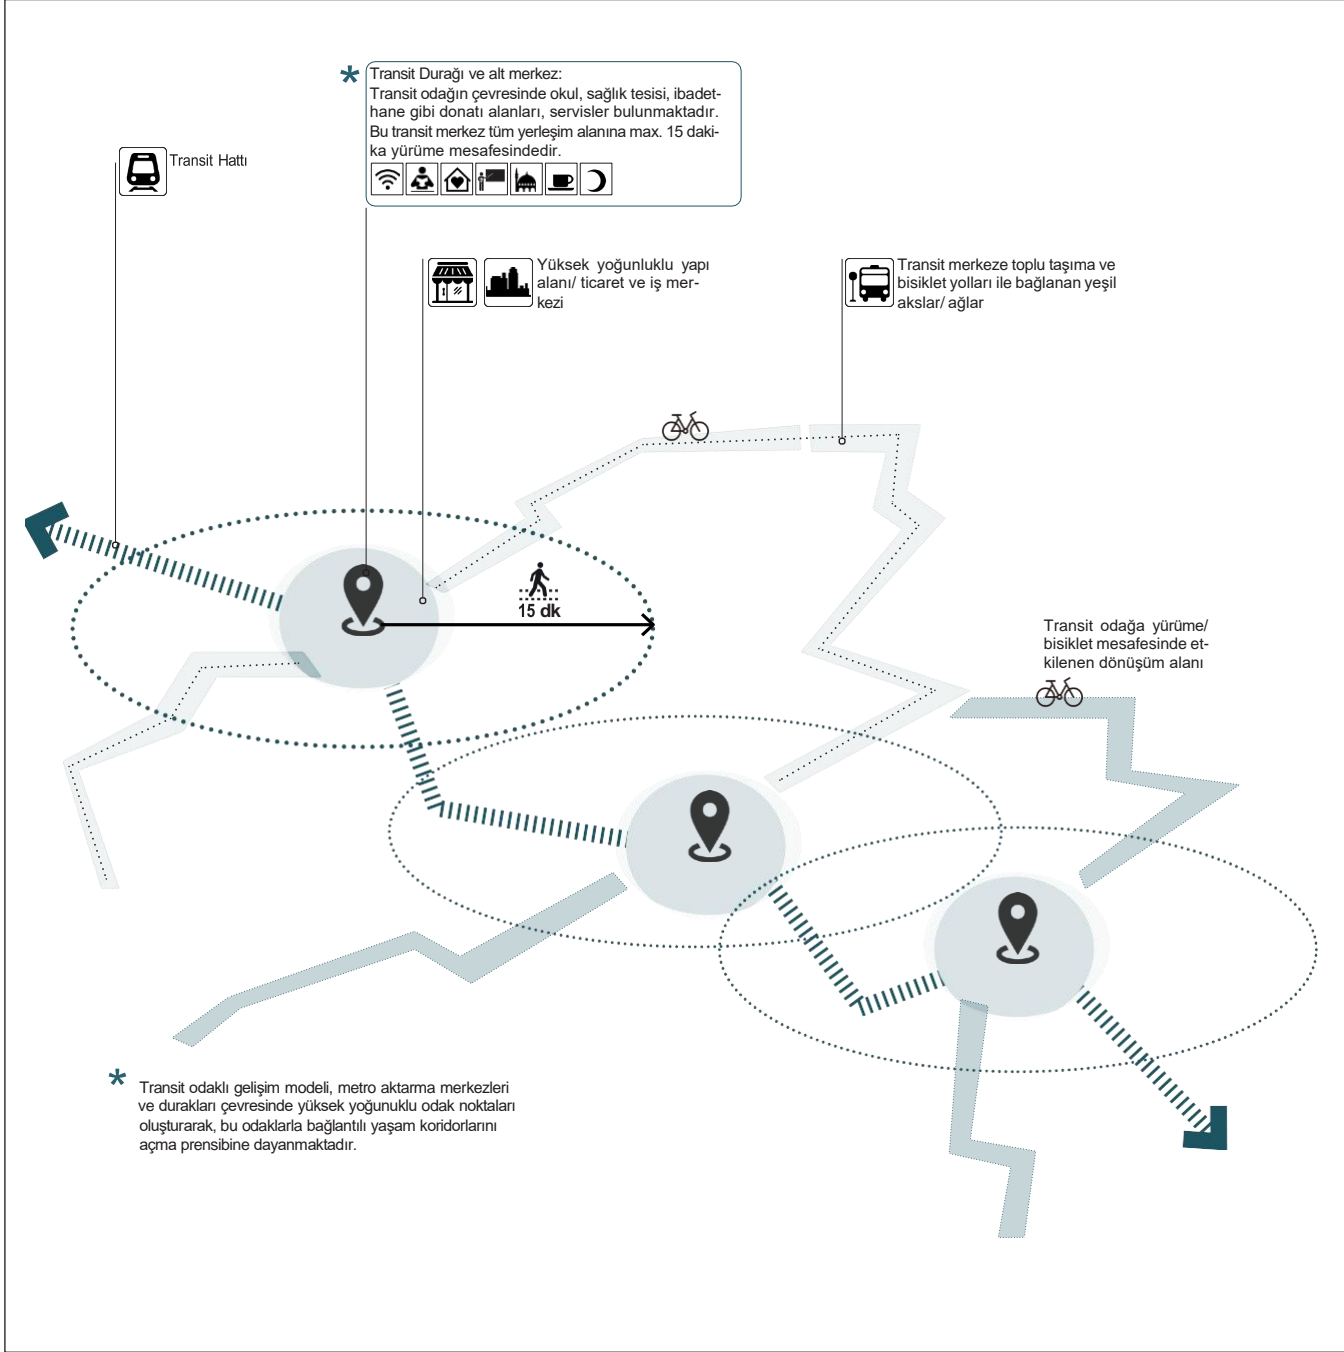 Transit Durağı ve alt merkez:
Transit odağın çevresinde okul, sağlık tesisi, ibadet-
hane gibi donatı alanları, servisler bulunmaktadır.
Bu transit merkez tüm yerleşim alanına max. 15 daki-
ka yürüme mesafesindedir.
Transit Hattı
Yüksek yoğunluklu yapı
alanı/ ticaret ve iş mer-
kezi
Transit merkeze toplu taşıma ve
bisiklet yolları ile bağlanan yeşil
akslar/ ağlar
15 dk
Transit odağa yürüme/
bisiklet mesafesinde et-
kilenen dönüşüm alanı
Transit odaklı gelişim modeli, metro aktarma merkezleri
ve durakları çevresinde yüksek yoğunuklu odak noktaları
oluşturarak, bu odaklarla bağlantılı yaşam koridorlarını
açma prensibine dayanmaktadır.